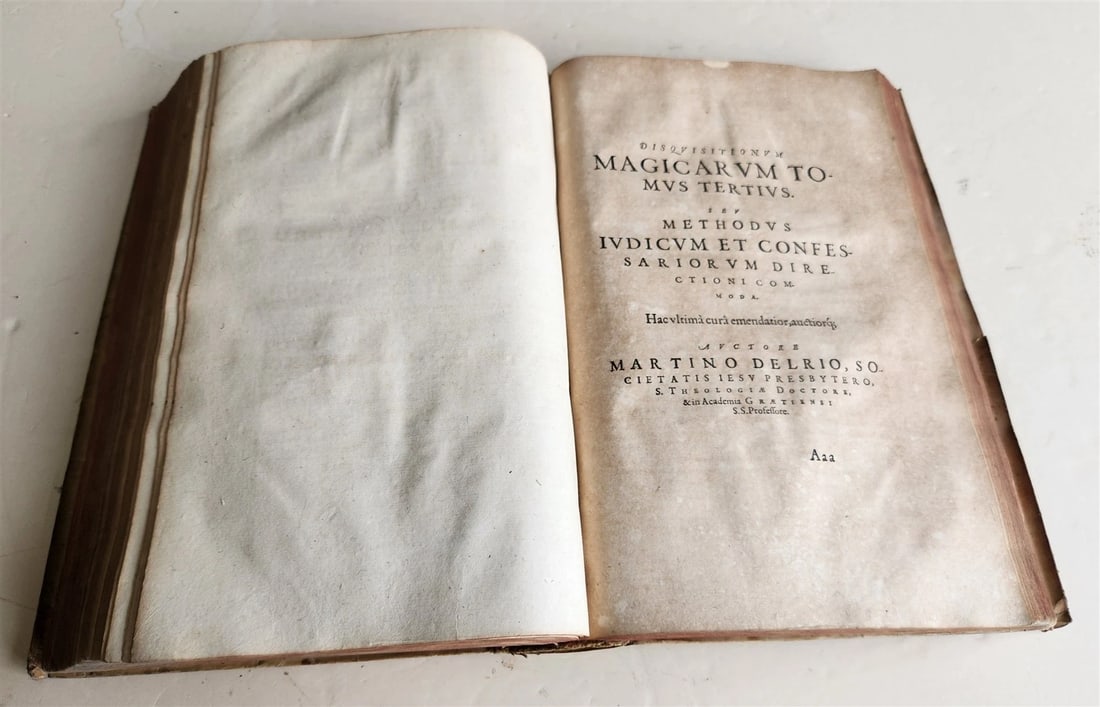 DISQVISITIONVM
MAGICARVM TO-
MVS TERTIVS.
SEV
METHODVS
IVDICVM ET CONFES-
SARIORVM DIRE-
CTIONI COM-
MODA.
Hac vltimâ curâ emendatior, auctiorq́;
AVCTORE
MARTINO DELRIO, SO-
CIETATIS IESV PRESBYTERO,
S. THEOLOGIÆ DOCTORE,
& in Academia GRÆTIENSI
S.S. Professore.
Aaa